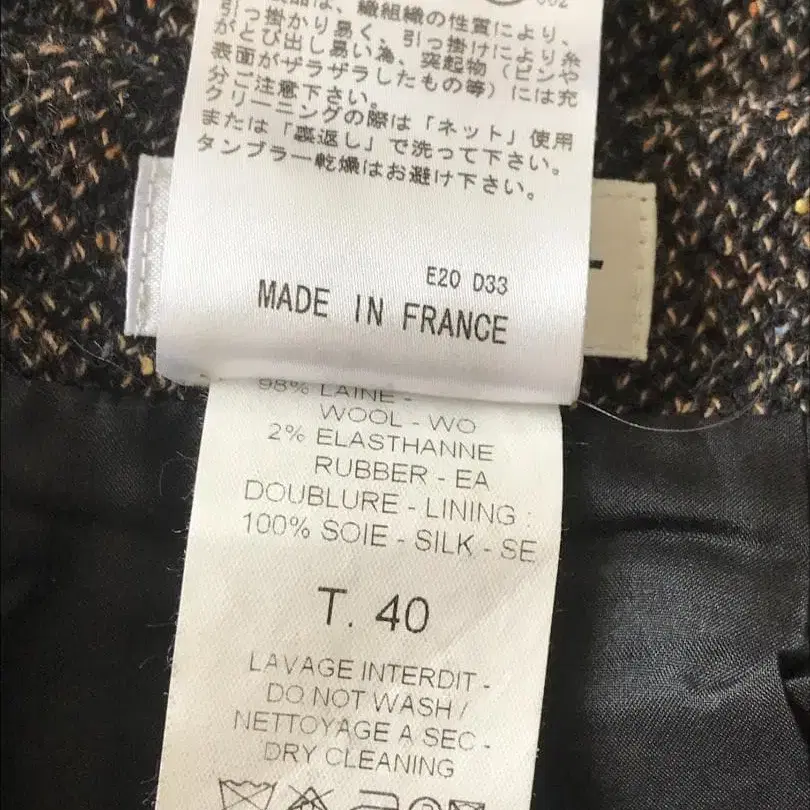 品は、織組織の性質により、
引っ掛かり易く、引っ掛けにより糸
がとび出し易い為、突起物（ピンや
表面がザラザラしたもの等）には充
分ご注意下さい。
クリーニングの際は「ネット」使用
または「裏返し」で洗って下さい。
タンブラー乾燥はお避け下さい。
E20 D33
MADE IN FRANCE
98% LAINE -
WOOL - WO
2% ELASTHANNE
RUBBER - EA
DOUBLURE - LINING :
100% SOIE - SILK - SE
T. 40
LAVAGE INTERDIT -
DO NOT WASH /
NETTOYAGE A SEC -
DRY CLEANING